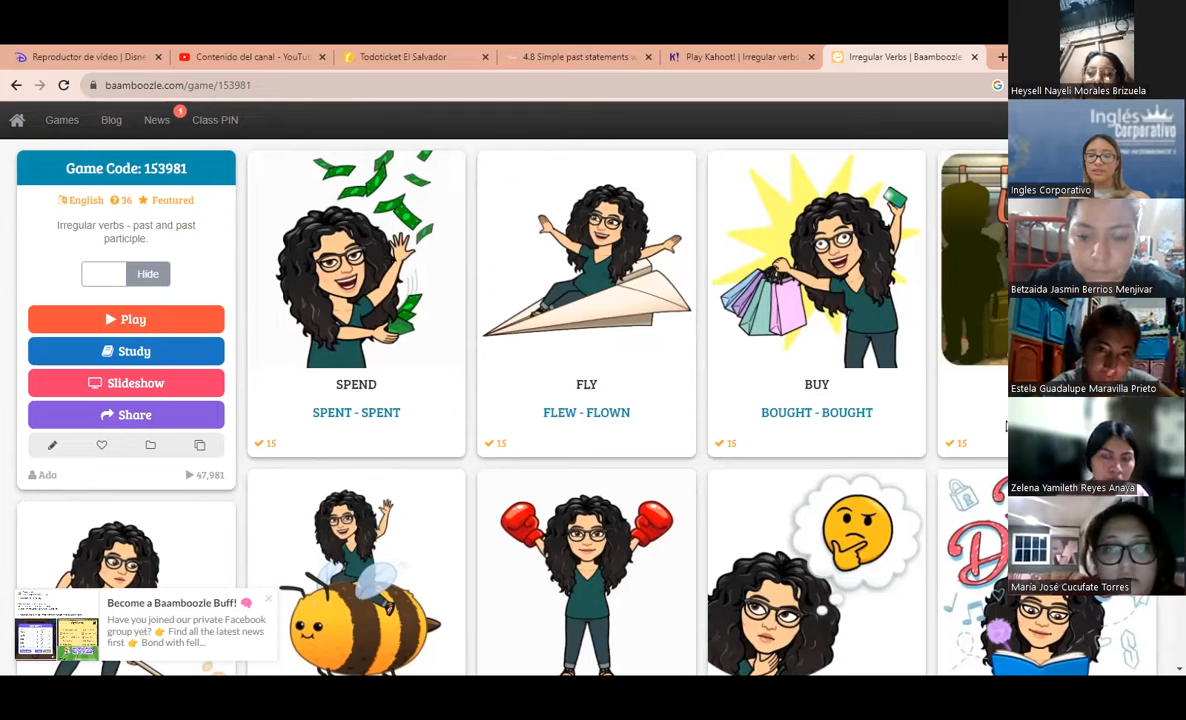 Reproductor de video | Disne
Contenido del canal - YouTub
Todoticket El Salvador
4.8 Simple past statements w
Play Kahoot! | Irregular verbs
Irregular Verbs | Baamboozle
baamboozle.com/game/153981
Games
Blog
News
1
Class PIN
Game Code: 153981
English
36
Featured
Irregular verbs - past and past
participle.
Hide
Play
Study
Slideshow
Share
Ada
47,981
SPEND
SPENT - SPENT
15
FLY
FLEW - FLOWN
15
BUY
BOUGHT - BOUGHT
15
15
Become a Baamboozle Buff!
Have you joined our private Facebook
group yet? 👉 Find all the latest news
first 👉 Bond with fell...
Heysell Nayeli Morales Brizuela
Inglés
Corporativo
Ingles Corporativo
Betzaida Jasmin Berrios Menjivar
Estela Guadalupe Maravilla Prieto
Zelena Yamileth Reyes Anaya
María José Cucufate Torres